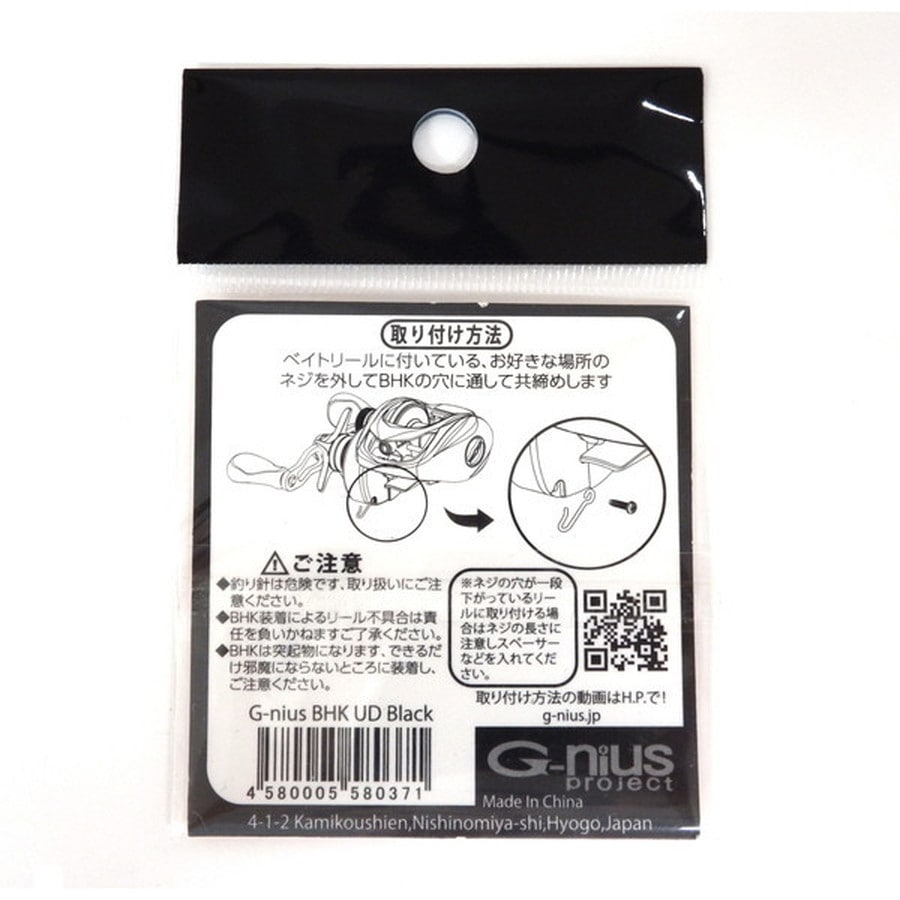 取り付け方法
ベイトリールに付いている、お好きな場所の
ネジを外してBHKの穴に通して共締めします
ご注意
◆釣り針は危険です、取り扱いにご注
意ください。
◆BHK装着によるリール不具合は責
任を負いかねますご了承ください。
◆BHKは突起物になります、できるだ
け邪魔にならないところに装着し、
ご注意ください。
※ネジの穴が一段
下がっているリー
ルに取り付ける場
合はネジの長さに
注意しスペーサー
などを入れてくだ
さい。
取り付け方法の動画はH.P.で!
g-nius.jp
G-nius BHK UD Black
4 580005 580371
G-nius
project
Made In China
4-1-2 Kamikoushien,Nishinomiya-shi,Hyogo,Japan